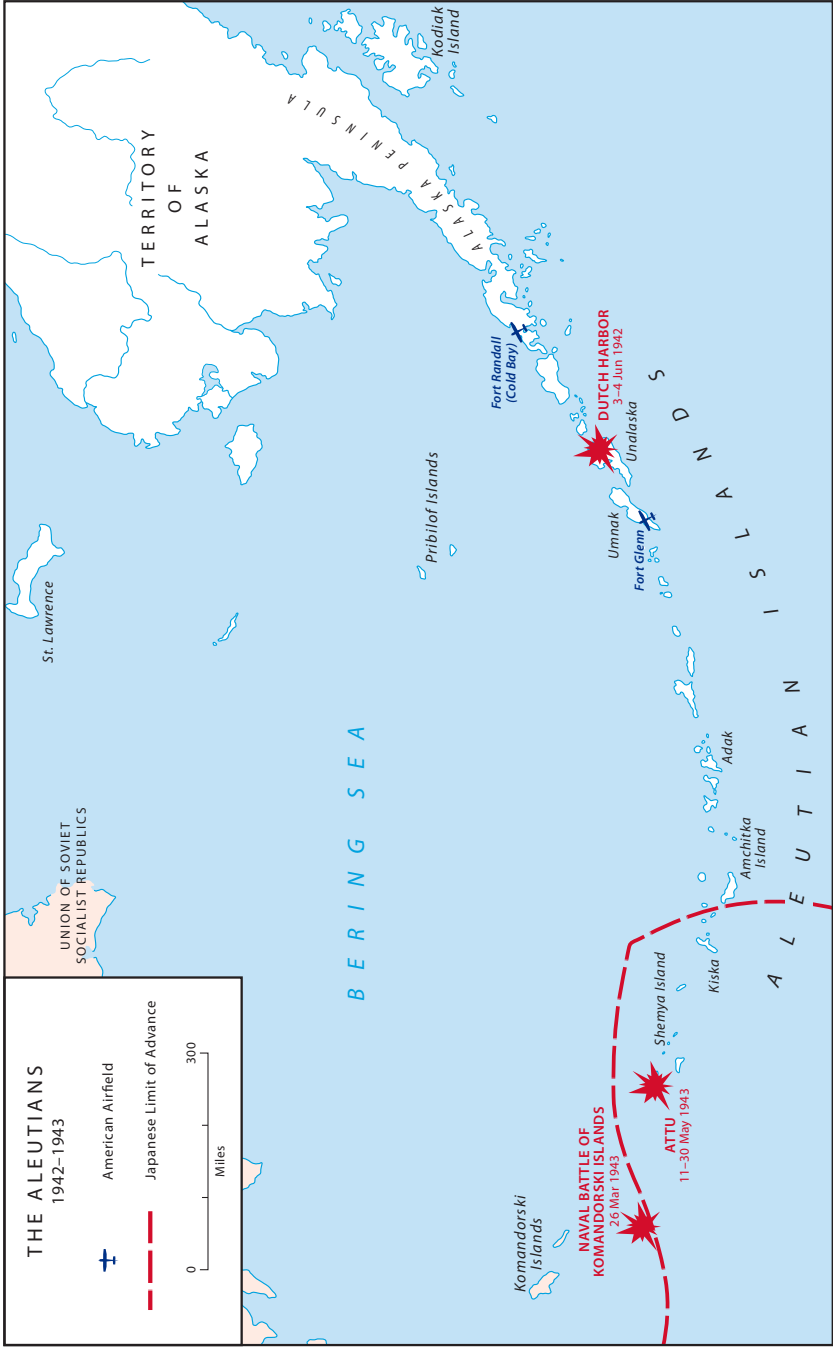 THE ALEUTIANS
1942–1943
American Airfield
Japanese Limit of Advance
0
300
Miles
UNION OF SOVIET
SOCIALIST REPUBLICS
St. Lawrence
TERRITORY
OF
ALASKA
ALASKA PENINSULA
Kodiak
Island
BERING SEA
Pribilof Islands
Fort Randall
(Cold Bay)
DUTCH HARBOR
3–4 Jun 1942
Unalaska
Umnak
Fort Glenn
Komandorski
Islands
NAVAL BATTLE OF
KOMANDORSKI ISLANDS
26 Mar 1943
ATTU
11–30 May 1943
Shemya Island
Kiska
Amchitka
Island
Adak
ALEUTIAN ISLANDS